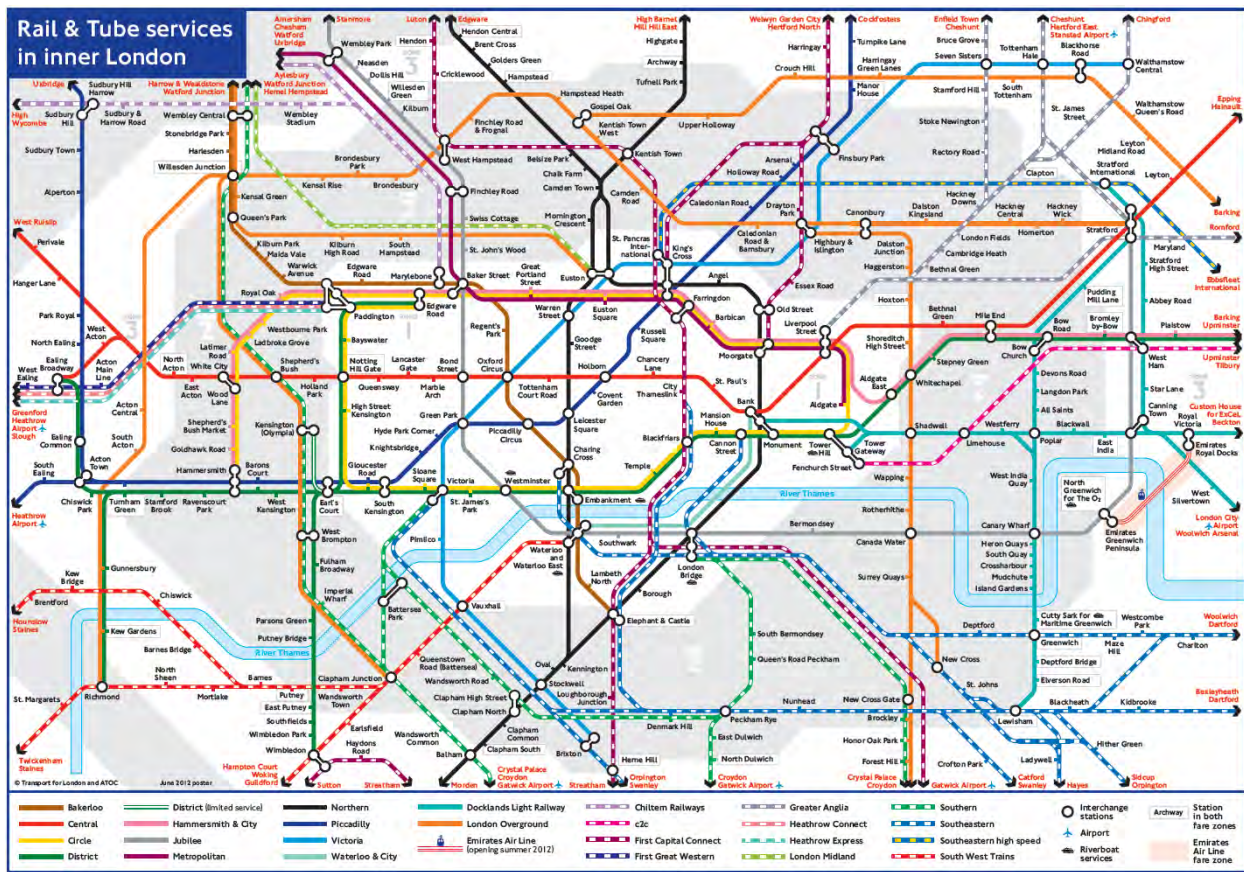 Rail & Tube services
in inner London
Amersham
Chesham
Watford
Uxbridge
Stanmore
Luton
Edgware
High Barnet
Mill Hill East
Welwyn Garden City
Hertford North
Cockfosters
Enfield Town
Cheshunt
Cheshunt
Hertford East
Stansted Airport
Chingford
Aylesbury
Uxbridge
Harrow & Wealdstone
Watford Junction
Watford Junction
Hemel Hempstead
High
Wycombe
Sudbury Hill
Harrow
Sudbury
Hill
Sudbury &
Harrow Road
Wembley Central
Wembley
Stadium
Wembley Park
Neasden
Dollis Hill
Willesden
Green
Kilburn
Hendon
Cricklewood
Hendon Central
Brent Cross
Golders Green
Hampstead
Highgate
Archway
Tufnell Park
Harringay
Crouch Hill
Turnpike Lane
Harringay
Green Lanes
Manor
House
Bruce Grove
Seven Sisters
Stamford Hill
Tottenham
Hale
South
Tottenham
Blackhorse
Road
Walthamstow
Central
St. James
Street
Walthamstow
Queen's Road
Epping
Hainault
Leyton
Midland Road
Leyton
Stoke Newington
Rectory Road
Clapton
Stratford
International
Barking
Romford
Maryland
Stratford
Stratford
High Street
Ebbsfleet
International
Abbey Road
Sudbury Town
Alperton
Stonebridge Park
Harlesden
Willesden Junction
Kensal Green
Queen's Park
Brondesbury
Park
Kensal Rise
Brondesbury
Finchley Road
& Frognal
West Hampstead
Hampstead Heath
Gospel Oak
Kentish Town
West
Upper Holloway
Belsize Park
Chalk Farm
Camden Town
Kentish Town
Camden
Road
Arsenal
Holloway Road
Caledonian Road
Finsbury Park
Drayton
Park
Canonbury
Highbury &
Islington
Caledonian
Road &
Barnsbury
Dalston
Kingsland
Dalston
Junction
Hackney
Downs
Hackney
Central
Hackney
Wick
Homerton
London Fields
Cambridge Heath
Bethnal Green
Haggerston
Hoxton
Essex Road
West Ruislip
Perivale
Hanger Lane
Park Royal
North Ealing
West
Acton
Ealing
Broadway
West
Ealing
Acton
Main
Line
North
Acton
East
Acton
Acton
Central
South
Acton
Greenford
Heathrow
Airport
Slough
Kilburn Park
Maida Vale
Warwick
Avenue
Kilburn
High Road
South
Hampstead
Finchley Road
Swiss Cottage
St. John's Wood
Mornington
Crescent
St. Pancras
International
King's
Cross
Euston
Angel
Edgware
Road
Marylebone
Baker Street
Great
Portland
Street
Royal Oak
Paddington
Edgware
Road
Warren
Street
Euston
Square
Farringdon
Barbican
Old Street
Liverpool
Street
Moorgate
Westbourne Park
Ladbroke Grove
Latimer
Road
White City
Wood
Lane
Shepherd's
Bush
Holland
Park
Notting
Hill Gate
Bayswater
Queensway
Lancaster
Gate
Marble
Arch
Bond
Street
Regent's
Park
Oxford
Circus
Goodge
Street
Tottenham
Court Road
Russell
Square
Holborn
Chancery
Lane
St. Paul's
City
Thameslink
Bethnal
Green
Mile End
Shoreditch
High Street
Stepney Green
Whitechapel
Aldgate
East
Aldgate
Bow
Road
Bow
Church
Bromley-
by-Bow
Pudding
Mill Lane
Plaistow
West
Ham
Barking
Upminster
Upminster
Tilbury
Devons Road
Langdon Park
All Saints
Star Lane
Canning
Town
Royal
Victoria
Custom House
for ExCeL
Beckton
Emirates
Royal Docks
Ealing
Common
Acton
Town
South
Ealing
Heathrow
Airport
Chiswick
Park
Turnham
Green
Stamford
Brook
Ravenscourt
Park
Hammersmith
Goldhawk Road
Shepherd's
Bush Market
Barons
Court
West
Kensington
Kensington
(Olympia)
High Street
Kensington
Earl's
Court
Gloucester
Road
South
Kensington
Sloane
Square
Knightsbridge
Hyde Park Corner
Green Park
Victoria
St. James's
Park
Westminster
Piccadilly
Circus
Leicester
Square
Covent
Garden
Charing
Cross
Embankment
Temple
Blackfriars
Mansion
House
Cannon
Street
Bank
Monument
Tower
Hill
Tower
Gateway
Fenchurch Street
Shadwell
Limehouse
Westferry
Poplar
Blackwall
East
India
West
Silvertown
London City
Airport
Woolwich Arsenal
River Thames
Wapping
Rotherhithe
Canada Water
Surrey Quays
Bermondsey
West India
Quay
Canary Wharf
Heron Quays
South Quay
Crossharbour
Mudchute
Island Gardens
North
Greenwich
for The O₂
Emirates
Greenwich
Peninsula
Cutty Sark for
Maritime Greenwich
Greenwich
Deptford Bridge
Elverson Road
Lewisham
Deptford
Maze
Hill
Westcombe
Park
Charlton
Woolwich
Dartford
Southwark
Waterloo
and
Waterloo East
London
Bridge
Lambeth
North
Borough
Elephant & Castle
Pimlico
Vauxhall
Battersea
Park
Queenstown
Road (Battersea)
West
Brompton
Fulham
Broadway
Imperial
Wharf
Parsons Green
Putney Bridge
Putney
East Putney
Southfields
Wimbledon Park
Wimbledon
Kew
Bridge
Brentford
Hounslow
Staines
Gunnersbury
Kew Gardens
Richmond
Chiswick
Barnes Bridge
North
Sheen
Mortlake
Barnes
St. Margarets
Twickenham
Staines
River Thames
Clapham Junction
Wandsworth
Town
Earlsfield
Haydons
Road
Wandsworth
Common
Balham
Wandsworth Road
Clapham High Street
Clapham North
Clapham
Common
Clapham South
Oval
Kennington
Stockwell
Loughborough
Junction
Brixton
Herne Hill
Denmark Hill
Peckham Rye
East Dulwich
North Dulwich
South Bermondsey
Queen's Road Peckham
Nunhead
New Cross
New Cross Gate
Brockley
Honor Oak Park
Forest Hill
St. Johns
Crofton Park
Ladywell
Blackheath
Kidbrooke
Hither Green
Bexleyheath
Dartford
Hampton Court
Woking
Guildford
Sutton
Streatham
Morden
Crystal Palace
Croydon
Gatwick Airport
Streatham
Orpington
Swanley
Croydon
Gatwick Airport
Crystal Palace
Croydon
Gatwick Airport
Catford
Swanley
Hayes
Sidcup
Orpington
© Transport for London and ATOC
June 2012 poster
Bakerloo
Central
Circle
District
District (limited service)
Hammersmith & City
Jubilee
Metropolitan
Northern
Piccadilly
Victoria
Waterloo & City
Docklands Light Railway
London Overground
Emirates Air Line
(opening summer 2012)
Chiltern Railways
c2c
First Capital Connect
First Great Western
Greater Anglia
Heathrow Connect
Heathrow Express
London Midland
Southern
Southeastern
Southeastern high speed
South West Trains
Interchange
stations
Airport
Riverboat
services
Archway
Station
in both
fare zones
Emirates
Air Line
fare zone